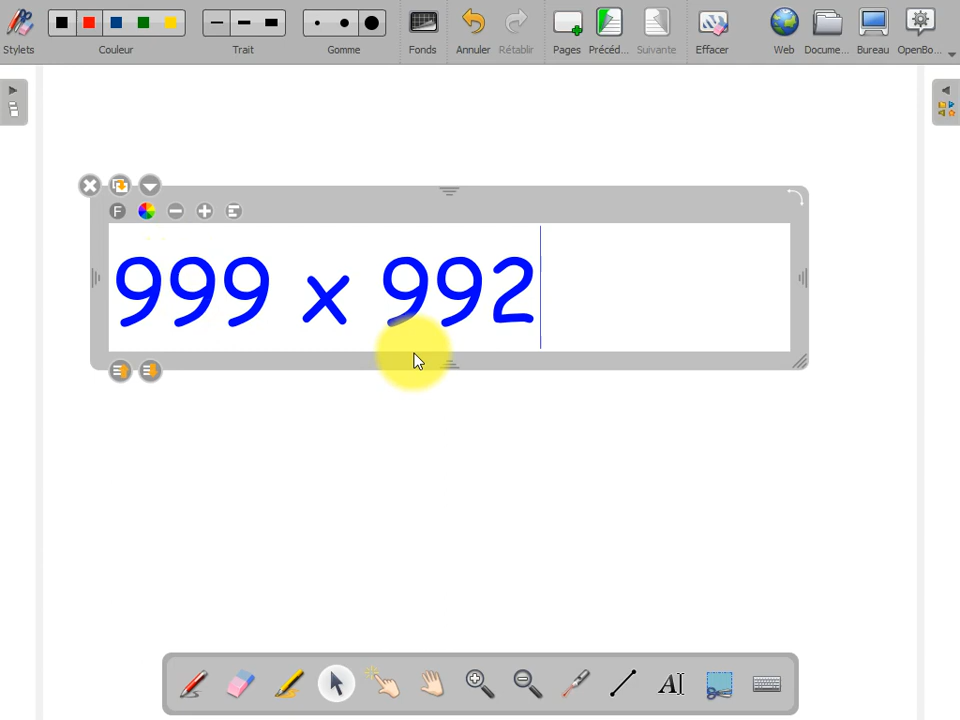 Stylets Couleur Trait Gomme Fonds Annuler Rétablir Pages Précéd... Suivante Effacer Web Docume... Bureau OpenBo...
F
999 x 992
AI